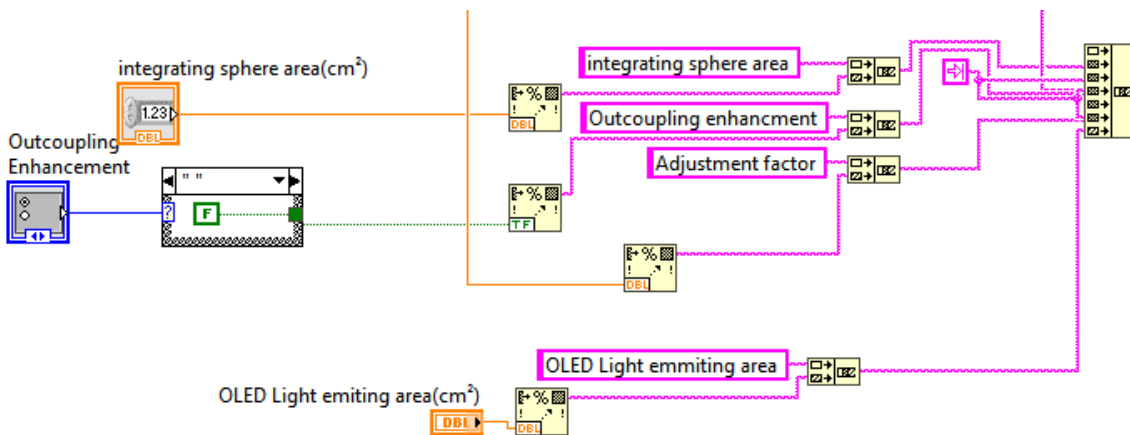 integrating sphere area(cm²)
1.23
DBL
Outcoupling
Enhancement
" "
?
F
% 
! !
DBL
%
! !
TF
%
! !
DBL
integrating sphere area
Outcoupling enhancment
Adjustment factor
OLED Light emmiting area
OLED Light emiting area(cm²)
DBL
%
! !
DBL